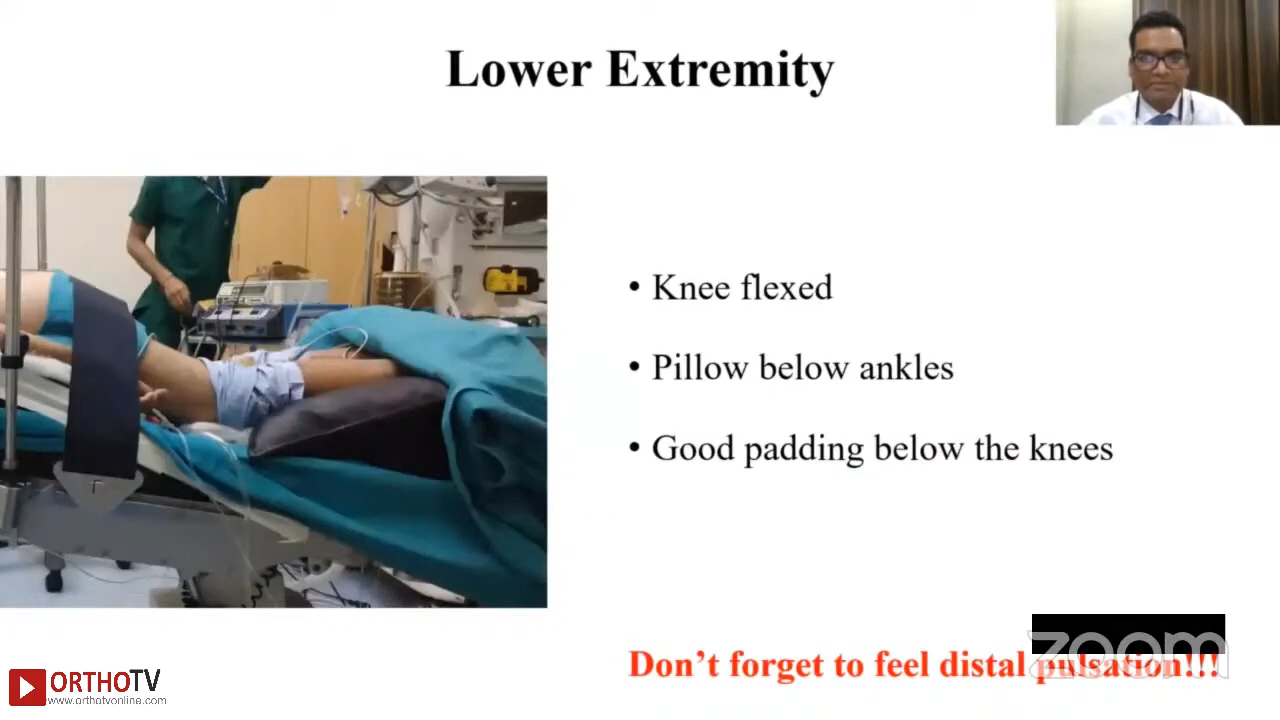 Lower Extremity
• Knee flexed
• Pillow below ankles
• Good padding below the knees
zoom
Don't forget to feel distal pulsation!!!
ORTHOTV
www.orthotvonline.com